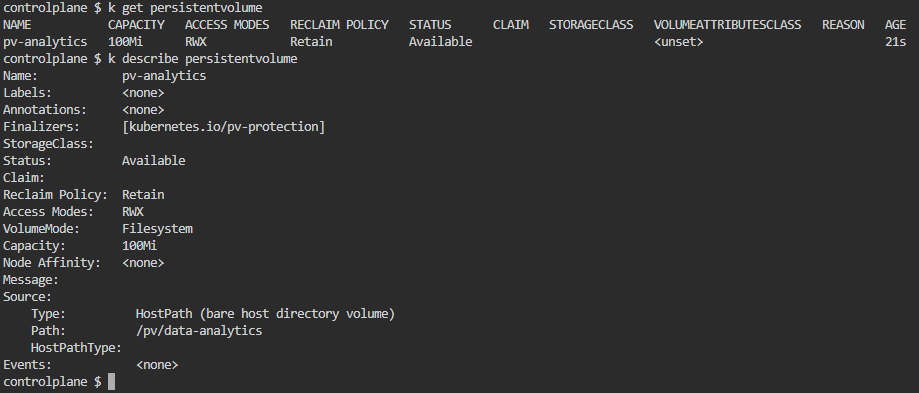 controlplane $ k get persistentvolume
NAME CAPACITY ACCESS MODES RECLAIM POLICY STATUS CLAIM STORAGECLASS VOLUMEATTRIBUTESCLASS REASON AGE
pv-analytics 100Mi RWX Retain Available <unset> 21s
controlplane $ k describe persistentvolume
Name: pv-analytics
Labels: <none>
Annotations: <none>
Finalizers: [kubernetes.io/pv-protection]
StorageClass:
Status: Available
Claim:
Reclaim Policy: Retain
Access Modes: RWX
VolumeMode: Filesystem
Capacity: 100Mi
Node Affinity: <none>
Message:
Source:
Type: HostPath (bare host directory volume)
Path: /pv/data-analytics
HostPathType:
Events: <none>
controlplane $